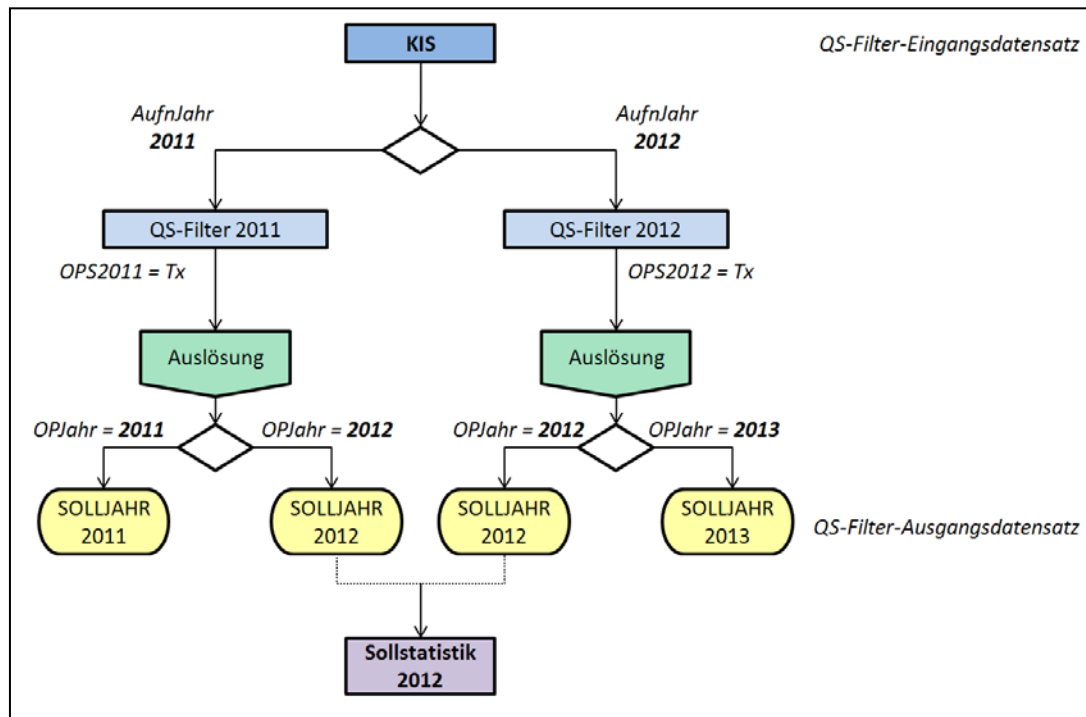 KIS
QS-Filter-Eingangsdatensatz
AufnJahr
2011
AufnJahr
2012
QS-Filter 2011
QS-Filter 2012
OPS2011 = Tx
OPS2012 = Tx
Auslösung
Auslösung
OPJahr = 2011
OPJahr = 2012
OPJahr = 2012
OPJahr = 2013
SOLLJAHR
2011
SOLLJAHR
2012
SOLLJAHR
2012
SOLLJAHR
2013
QS-Filter-Ausgangsdatensatz
Sollstatistik
2012